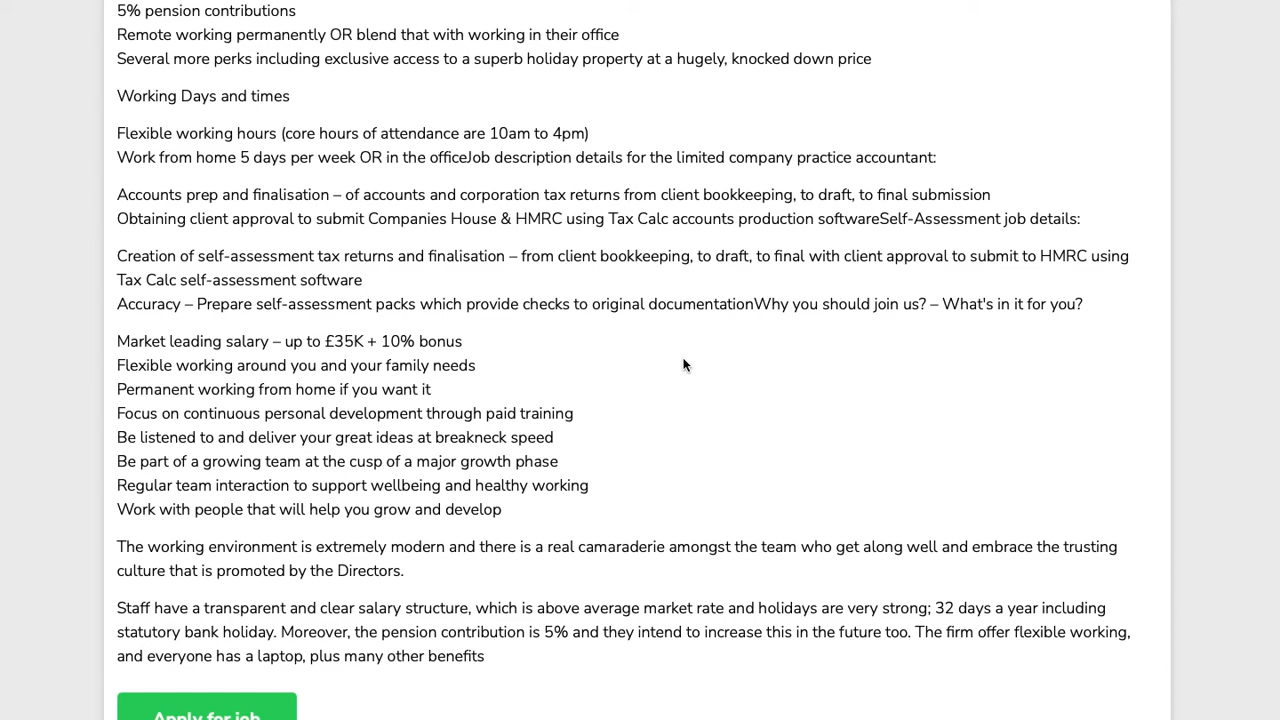 5% pension contributions
Remote working permanently OR blend that with working in their office
Several more perks including exclusive access to a superb holiday property at a hugely, knocked down price
Working Days and times
Flexible working hours (core hours of attendance are 10am to 4pm)
Work from home 5 days per week OR in the officeJob description details for the limited company practice accountant:
Accounts prep and finalisation – of accounts and corporation tax returns from client bookkeeping, to draft, to final submission
Obtaining client approval to submit Companies House & HMRC using Tax Calc accounts production softwareSelf-Assessment job details:
Creation of self-assessment tax returns and finalisation – from client bookkeeping, to draft, to final with client approval to submit to HMRC using
Tax Calc self-assessment software
Accuracy – Prepare self-assessment packs which provide checks to original documentationWhy you should join us? – What's in it for you?
Market leading salary – up to £35K + 10% bonus
Flexible working around you and your family needs
Permanent working from home if you want it
Focus on continuous personal development through paid training
Be listened to and deliver your great ideas at breakneck speed
Be part of a growing team at the cusp of a major growth phase
Regular team interaction to support wellbeing and healthy working
Work with people that will help you grow and develop
The working environment is extremely modern and there is a real camaraderie amongst the team who get along well and embrace the trusting
culture that is promoted by the Directors.
Staff have a transparent and clear salary structure, which is above average market rate and holidays are very strong; 32 days a year including
statutory bank holiday. Moreover, the pension contribution is 5% and they intend to increase this in the future too. The firm offer flexible working,
and everyone has a laptop, plus many other benefits
Apply for job